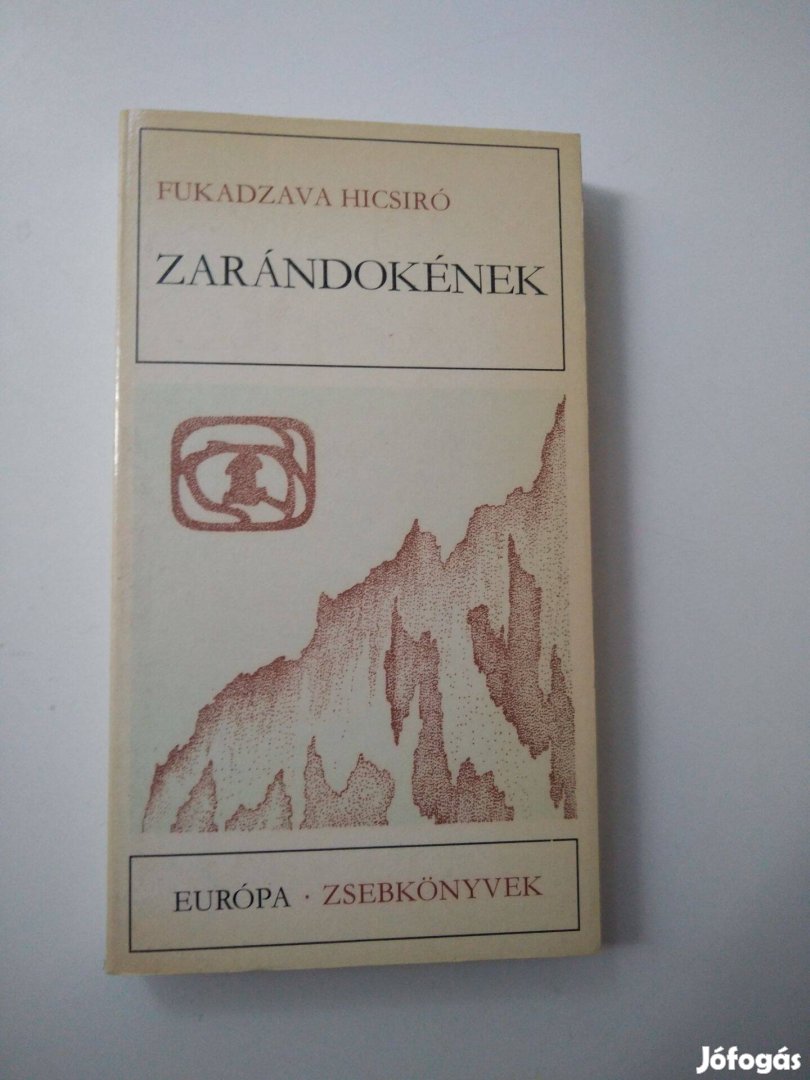 FUKADZAVA HICSIRÓ
ZARÁNDOKÉNEK
EURÓPA · ZSEBKÖNYVEK
Jófogás